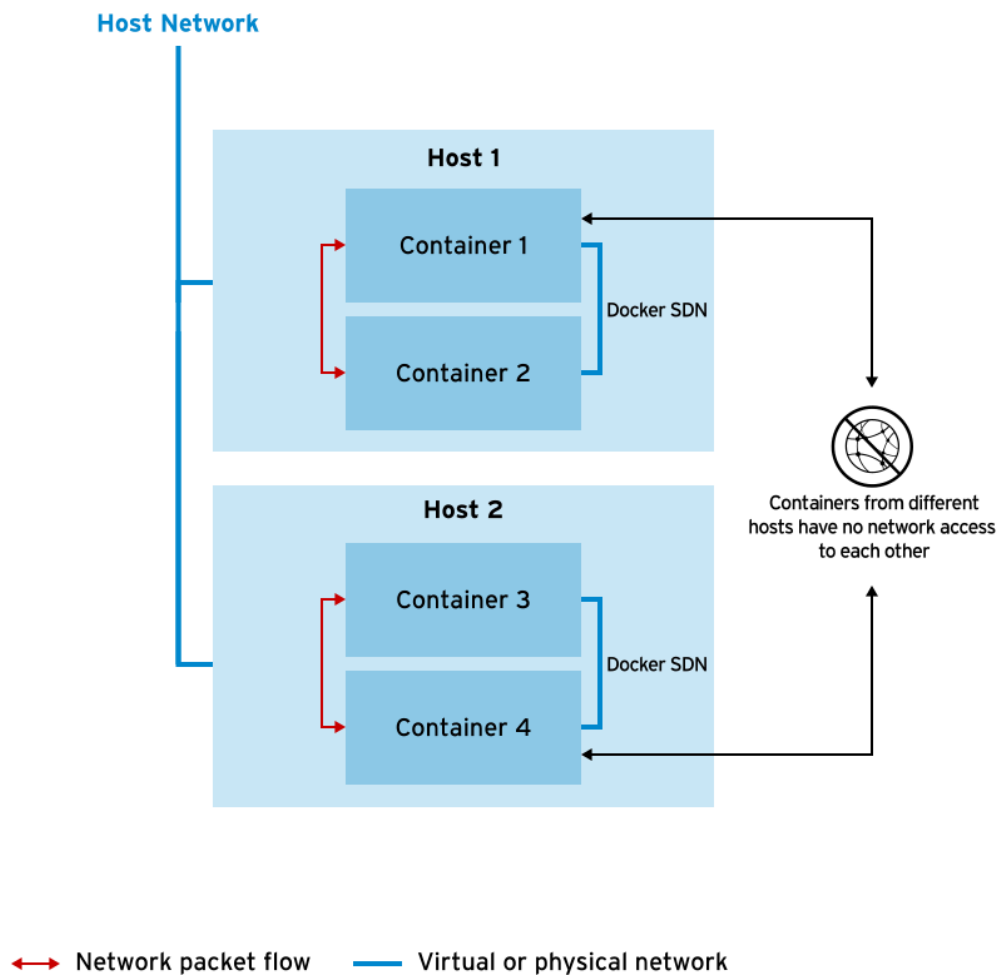 Host Network
Host 1
Container 1
Docker SDN
Container 2
Containers from different
hosts have no network access
to each other
Host 2
Container 3
Docker SDN
Container 4
Network packet flow
Virtual or physical network